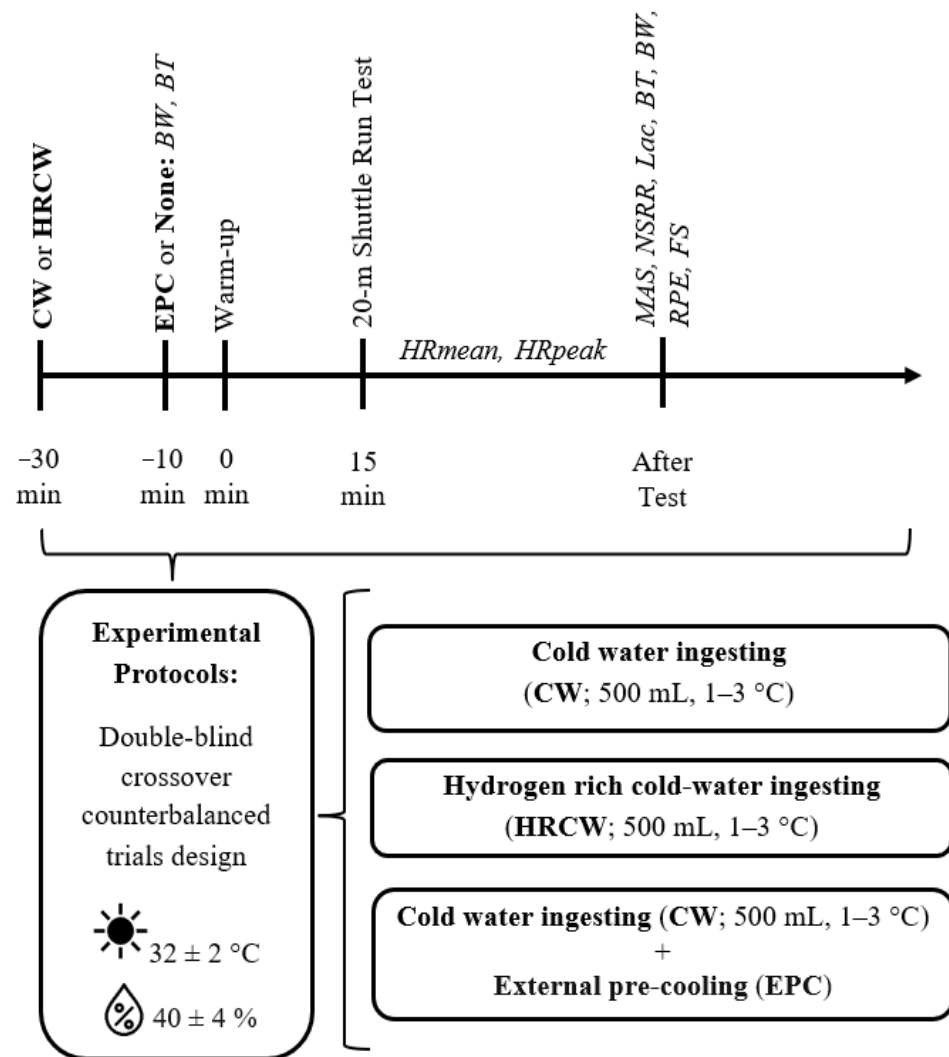 CW or HRCW
EPC or None: BW, BT
Warm-up
20-m Shuttle Run Test
HRmean, HRpeak
MAS, NSRR, Lac, BT, BW,
RPE, FS
−30
min
−10
min
0
min
15
min
After
Test
Experimental
Protocols:
Double-blind
crossover
counterbalanced
trials design
32 ± 2 °C
%
40 ± 4 %
Cold water ingesting
(CW; 500 mL, 1–3 °C)
Hydrogen rich cold-water ingesting
(HRCW; 500 mL, 1–3 °C)
Cold water ingesting (CW; 500 mL, 1–3 °C)
+
External pre-cooling (EPC)